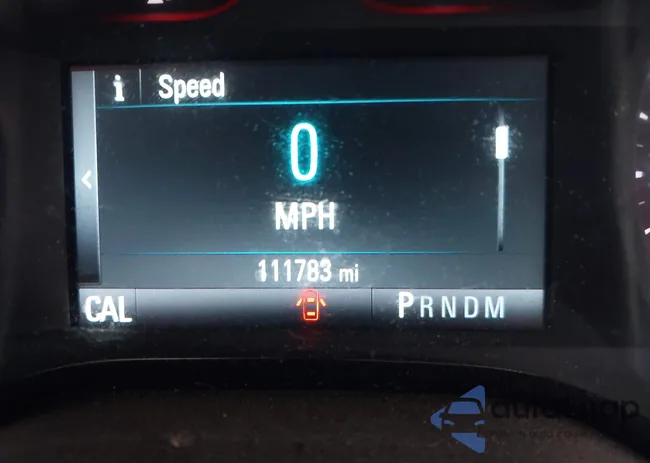 i Speed
0
MPH
111783 mi
CAL PRNDM